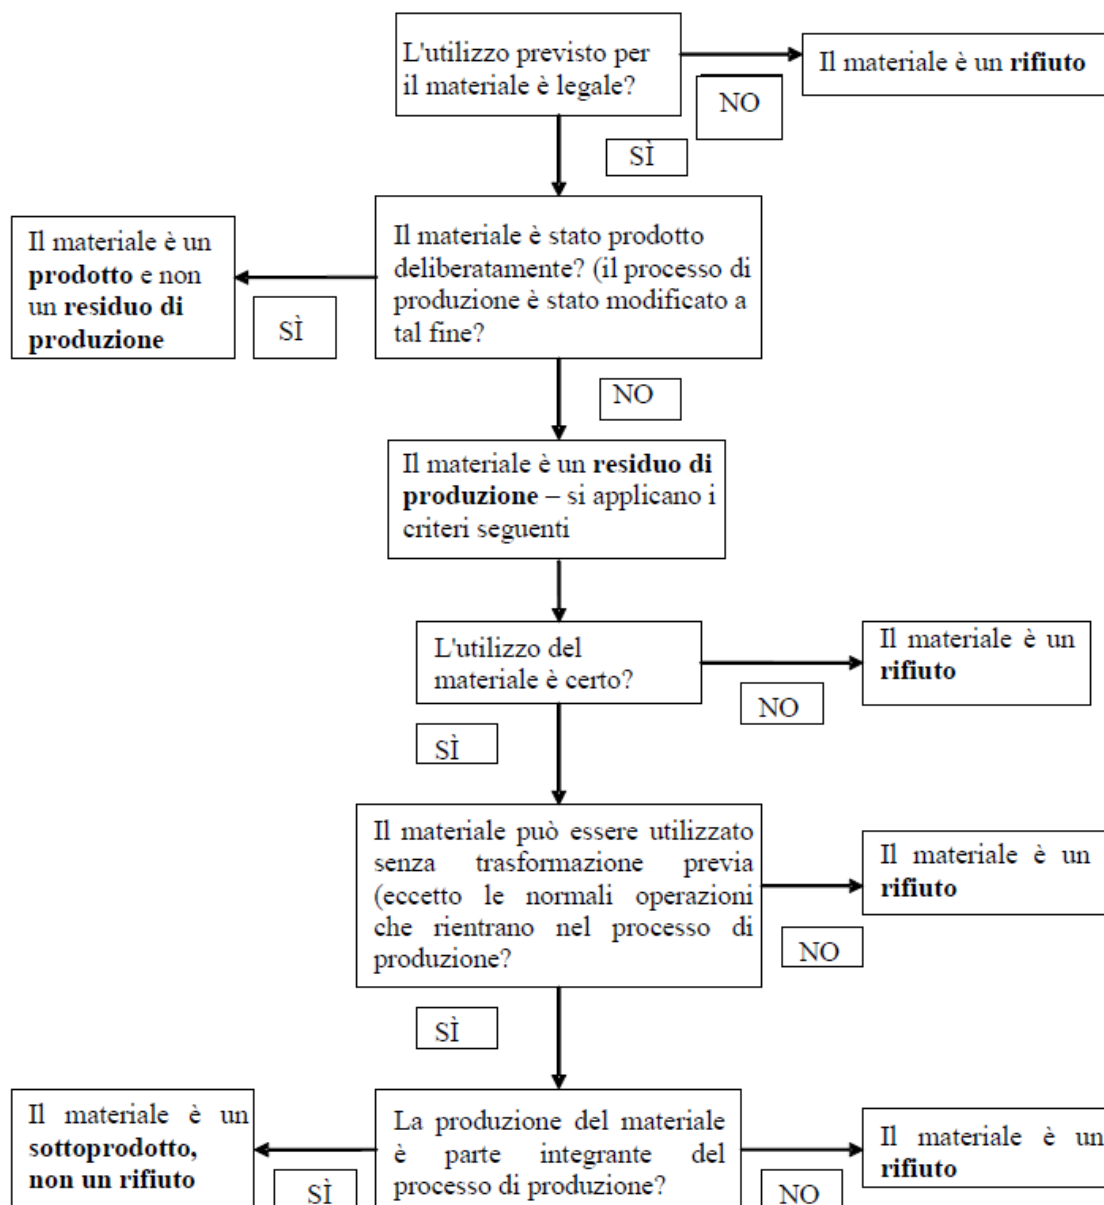 L'utilizzo previsto per
il materiale è legale?
Il materiale è un rifiuto
NO
SÌ
Il materiale è un
prodotto e non
un residuo di
produzione
SÌ
Il materiale è stato prodotto
deliberatamente? (il processo di
produzione è stato modificato a
tal fine?
NO
Il materiale è un residuo di
produzione – si applicano i
criteri seguenti
L'utilizzo del
materiale è certo?
Il materiale è un
rifiuto
NO
SÌ
Il materiale può essere utilizzato
senza trasformazione previa
(eccetto le normali operazioni
che rientrano nel processo di
produzione?
Il materiale è un
rifiuto
NO
SÌ
Il materiale è un
sottoprodotto,
non un rifiuto
SÌ
La produzione del materiale
è parte integrante del
processo di produzione?
Il materiale è un
rifiuto
NO